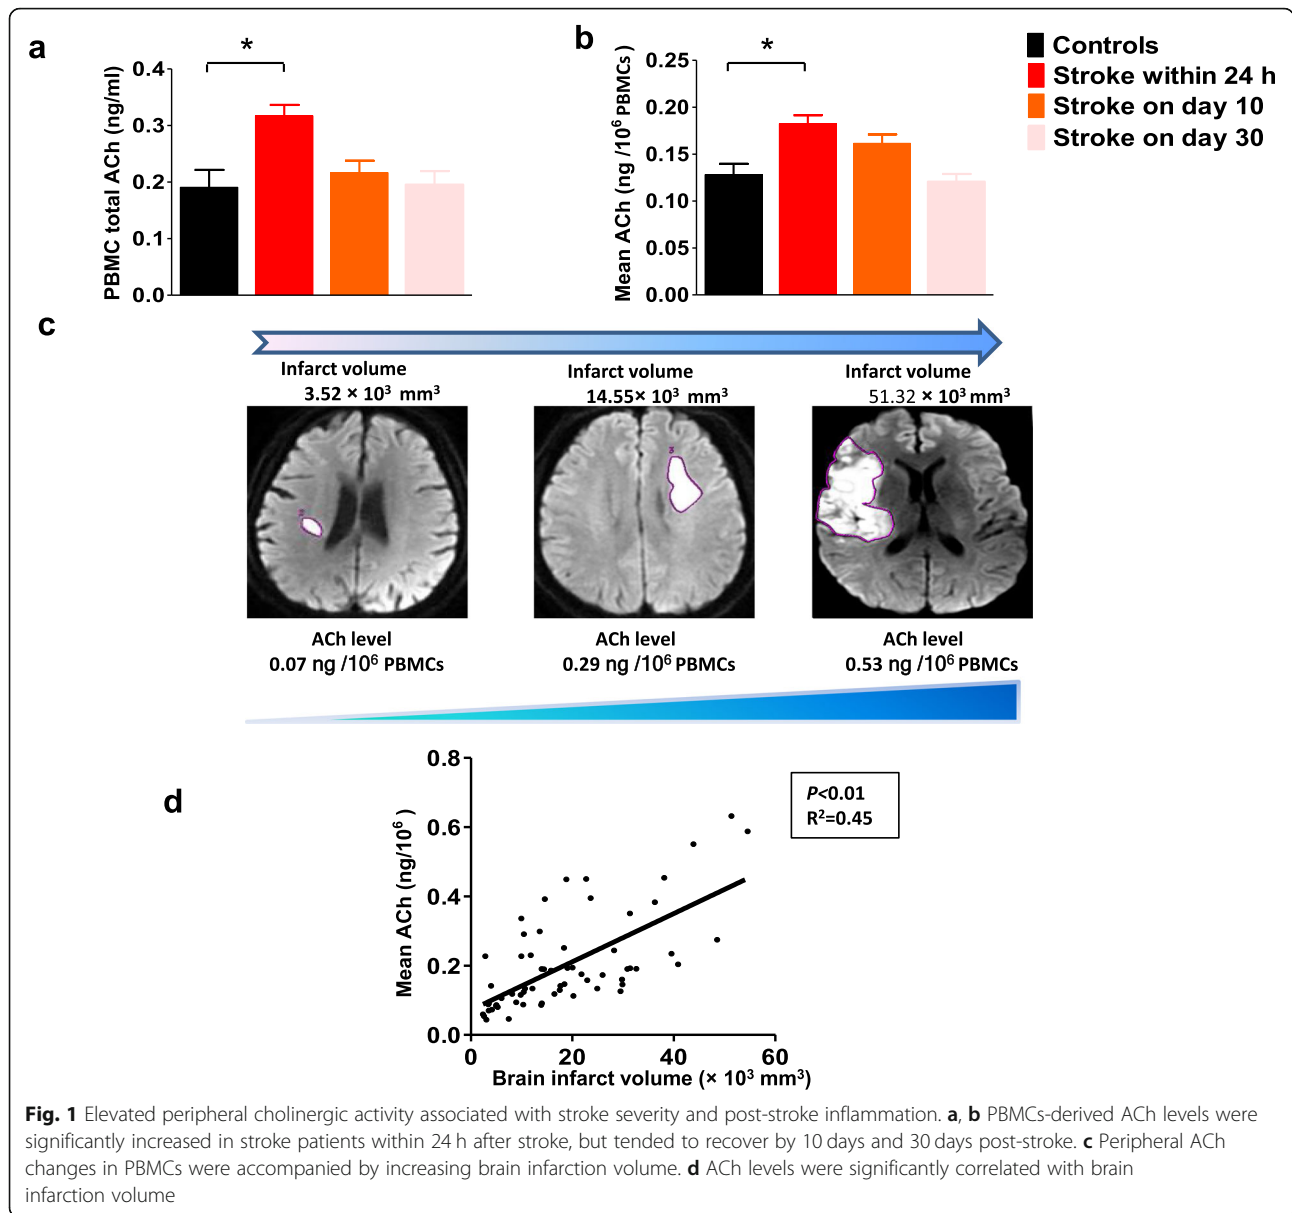 a
b
*
*
Controls
Stroke within 24 h
Stroke on day 10
Stroke on day 30
PBMC total ACh (ng/ml)
0.4
0.3
0.2
0.1
0.0
Mean ACh (ng /10⁶ PBMCs)
0.25
0.20
0.15
0.10
0.05
0.00
c
Infarct volume
3.52 × 10³ mm³
Infarct volume
14.55× 10³ mm³
Infarct volume
51.32 × 10³ mm³
3
ACh level
0.07 ng /10⁶ PBMCs
ACh level
0.29 ng /10⁶ PBMCs
ACh level
0.53 ng /10⁶ PBMCs
d
Mean ACh (ng/10⁶ )
0.8
0.6
0.4
0.2
0.0
0
20
40
60
Brain infarct volume (× 10³ mm³)
P<0.01
R²=0.45
Fig. 1 Elevated peripheral cholinergic activity associated with stroke severity and post-stroke inflammation. a, b PBMCs-derived ACh levels were
significantly increased in stroke patients within 24 h after stroke, but tended to recover by 10 days and 30 days post-stroke. c Peripheral ACh
changes in PBMCs were accompanied by increasing brain infarction volume. d ACh levels were significantly correlated with brain
infarction volume